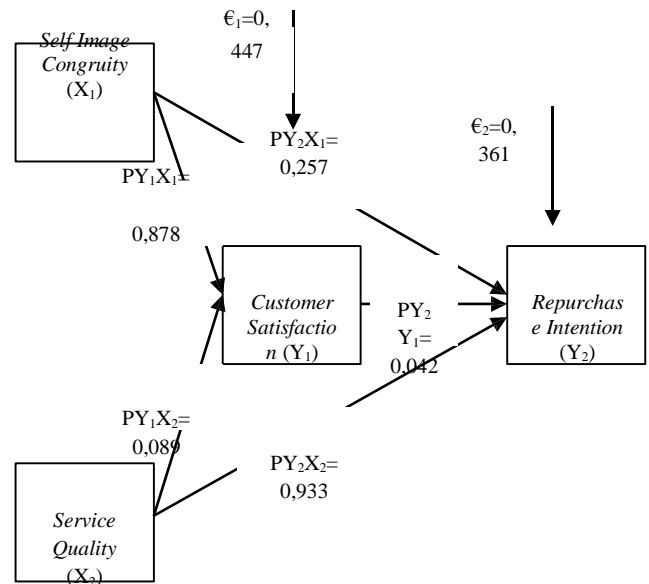 €₁=0,
447
Self Image
Congruity
(X₁)
€₂=0,
361
PY₂X₁=
0,257
PY₁X₁=
0,878
Customer
Satisfactio
n (Y₁)
PY₂
Y₁=
0,042
Repurchas
e Intention
(Y₂)
PY₁X₂=
0,089
PY₂X₂=
0,933
Service
Quality
(X₂)